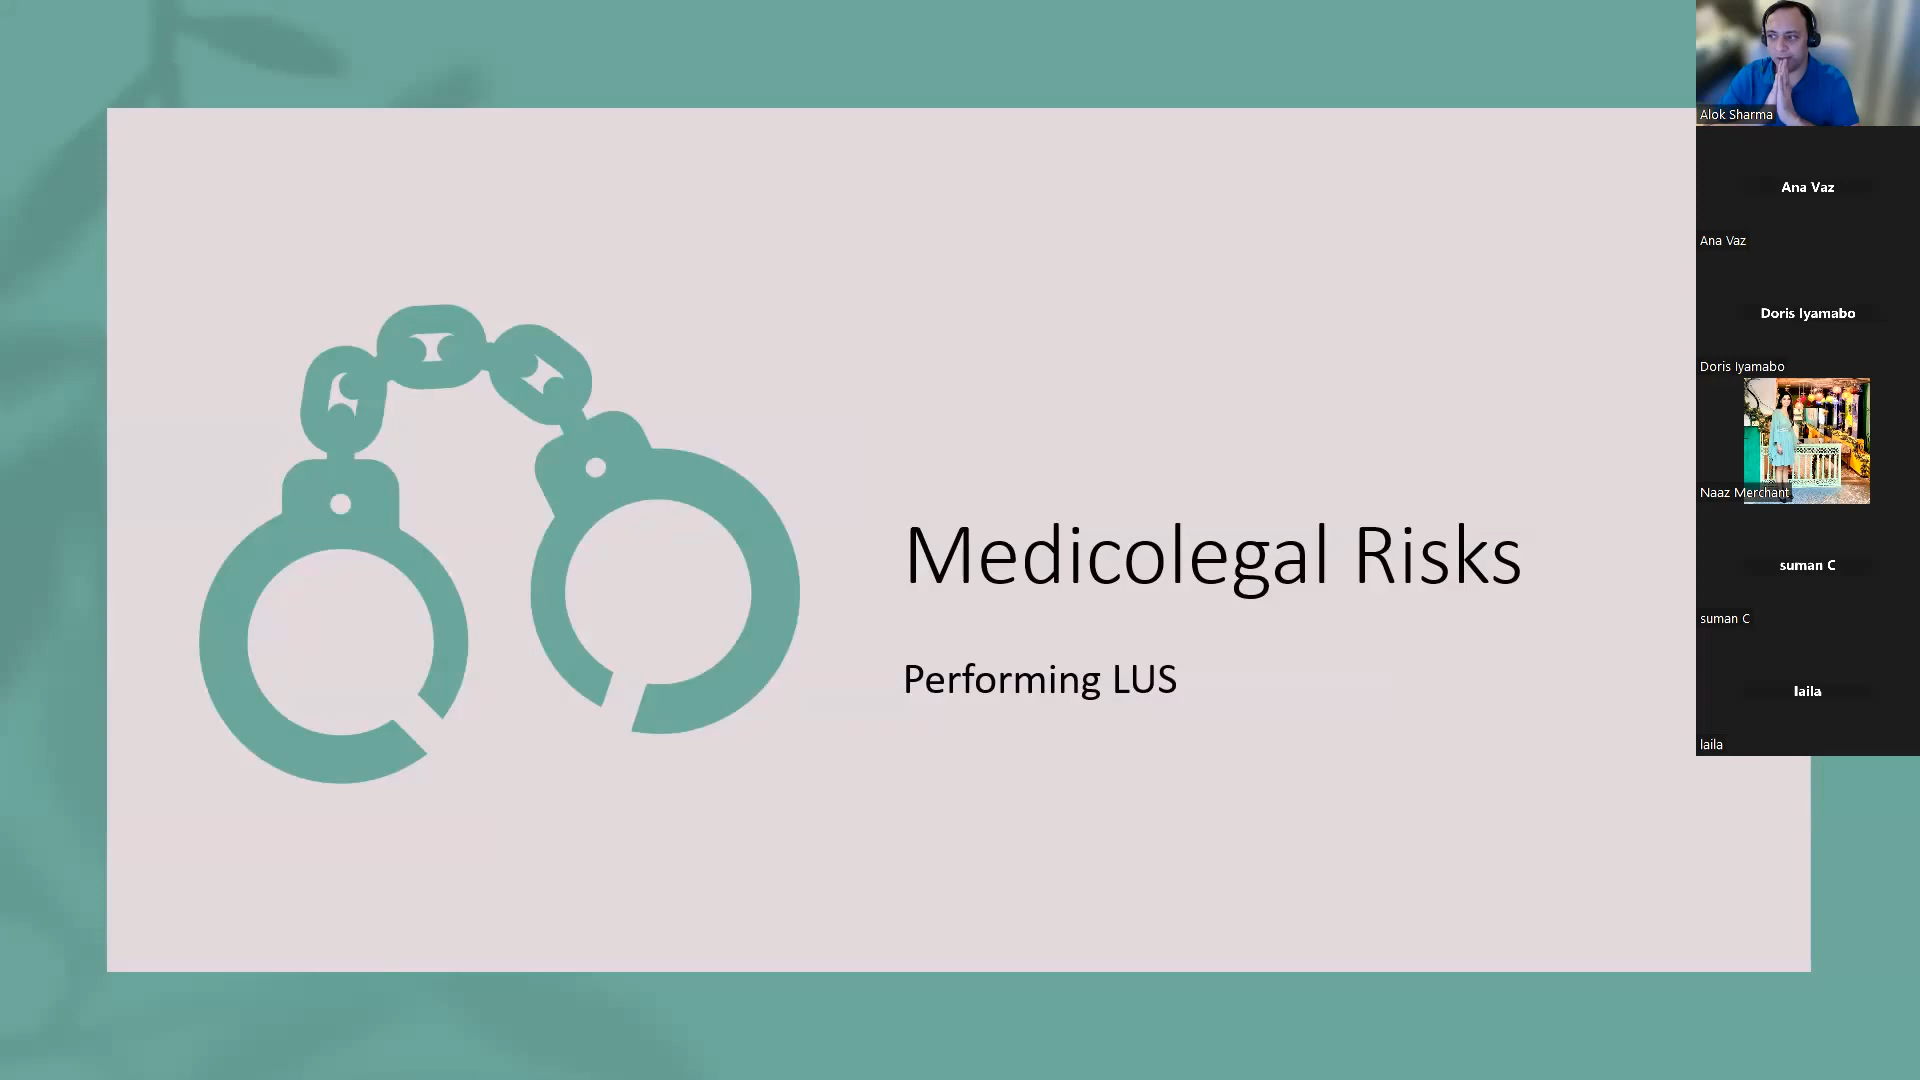 Medicolegal Risks
Performing LUS
Alok Sharma
Ana Vaz
Ana Vaz
Doris Iyamabo
Doris Iyamabo
Naaz Merchant
suman C
suman C
laila
laila